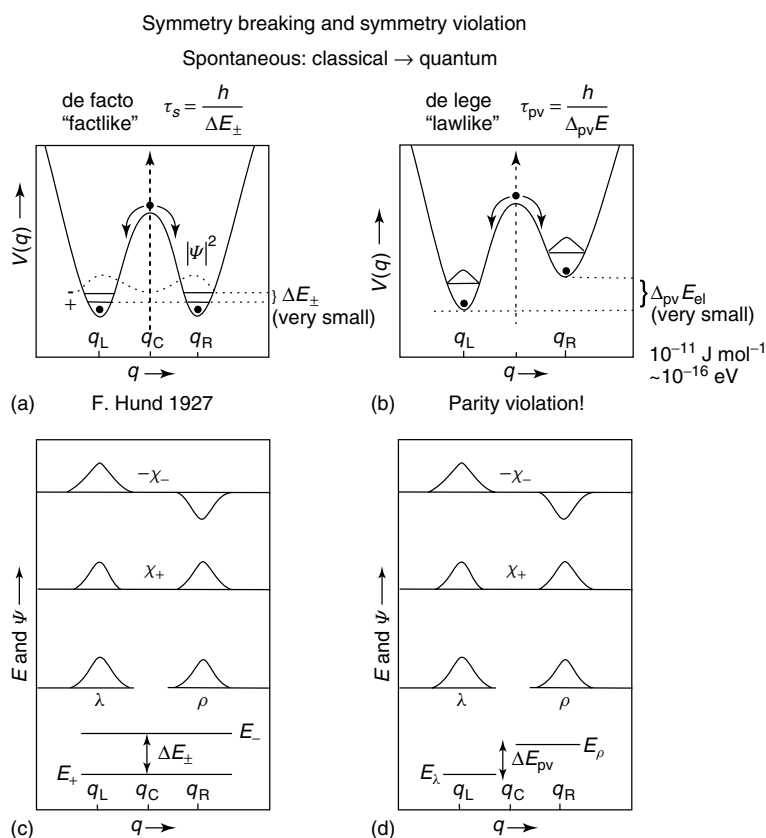 Symmetry breaking and symmetry violation
Spontaneous: classical → quantum
de facto
"factlike"
τs = h / ΔE±
V(q)
|Ψ|²
-
+
ΔE±
(very small)
qL qC qR
q
(a) F. Hund 1927
de lege
"lawlike"
τpv = h / ΔpvE
V(q)
ΔpvEel
(very small)
10⁻¹¹ J mol⁻¹
~10⁻¹⁶ eV
qL qR
q
(b) Parity violation!
E and Ψ
−χ−
χ+
λ ρ
E−
ΔE±
E+
qL qC qR
q
(c)
E and Ψ
−χ−
χ+
λ ρ
Eρ
ΔEpv
Eλ
qL qC qR
q
(d)